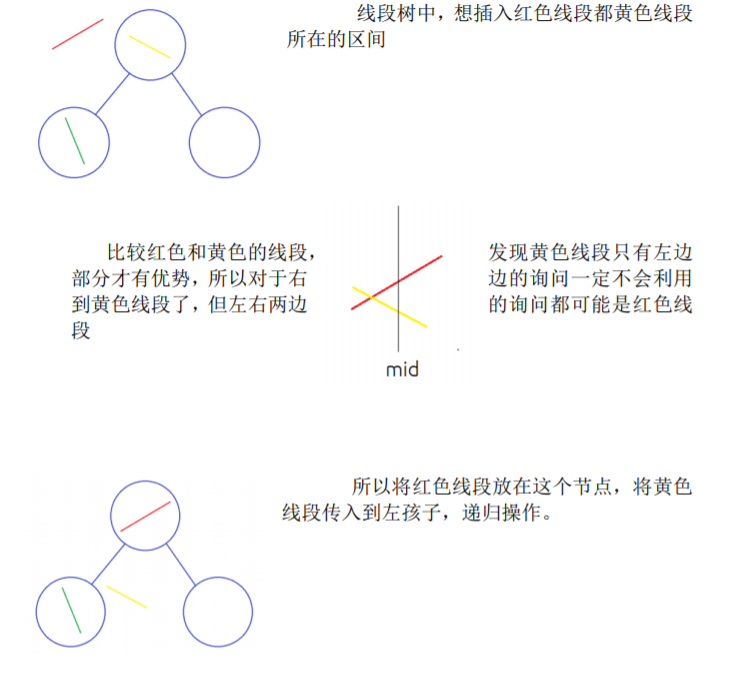 线段树中，想插入红色线段都黄色线段
所在的区间
比较红色和黄色的线段，
部分才有优势，所以对于右
到黄色线段了，但左右两边
段
发现黄色线段只有左边
边的询问一定不会利用
的询问都可能是红色线
mid
所以将红色线段放在这个节点，将黄色
线段传入到左孩子，递归操作。